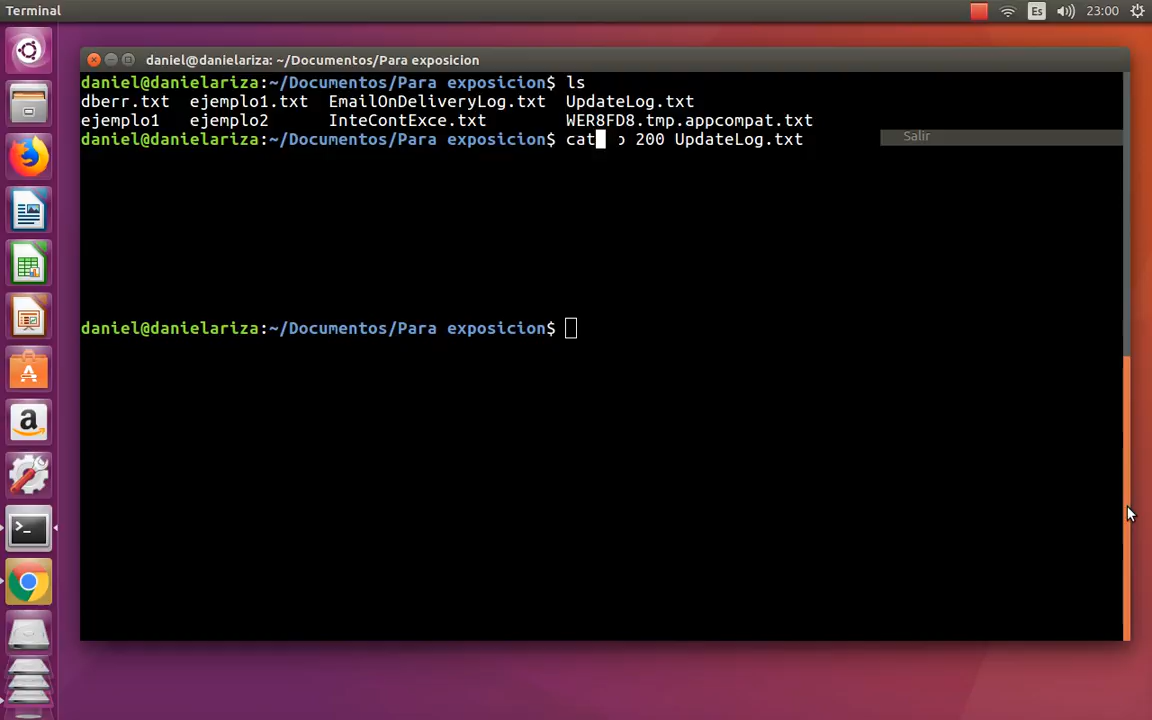 Terminal
Es
23:00
daniel@danielariza: ~/Documentos/Para exposicion
daniel@danielariza:~/Documentos/Para exposicion$ ls
dberr.txt ejemplo1.txt EmailOnDeliveryLog.txt UpdateLog.txt
ejemplo1 ejemplo2 InteContExce.txt WER8FD8.tmp.appcompat.txt
daniel@danielariza:~/Documentos/Para exposicion$ cat 200 UpdateLog.txt
Salir
daniel@danielariza:~/Documentos/Para exposicion$